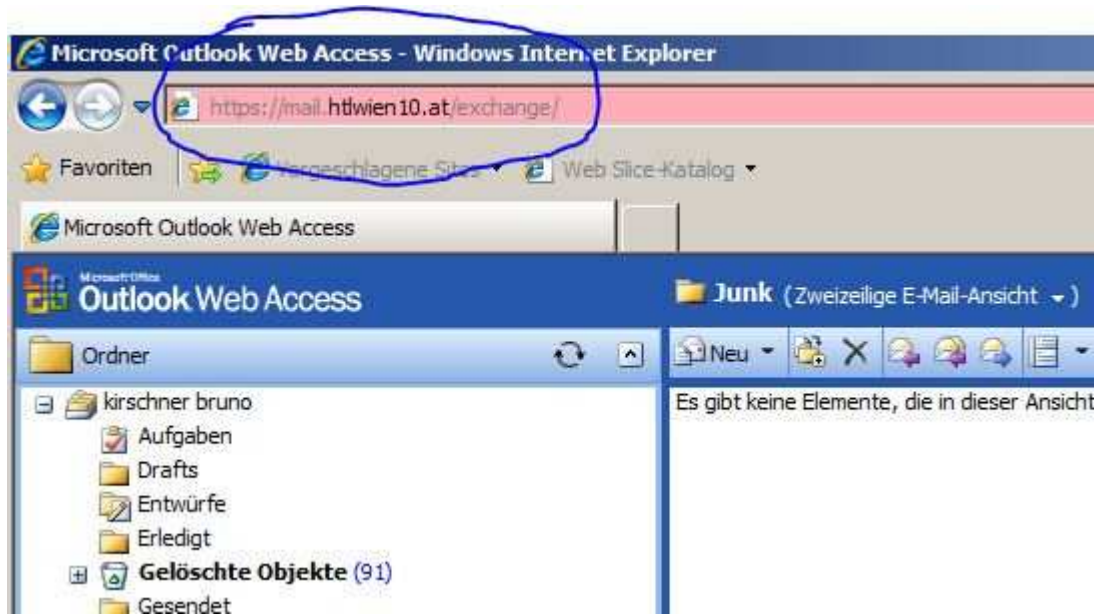 Microsoft Outlook Web Access - Windows Internet Explorer
https://mail.htlwien10.at/exchange/
Favoriten Vorgeschlagene Sites Web Slice-Katalog
Microsoft Outlook Web Access
Microsoft Office
Outlook Web Access
Junk (Zweizeilige E-Mail-Ansicht)
Ordner
Neu
kirschner bruno
Es gibt keine Elemente, die in dieser Ansicht
Aufgaben
Drafts
Entwürfe
Erledigt
Gelöschte Objekte (91)
Gesendet